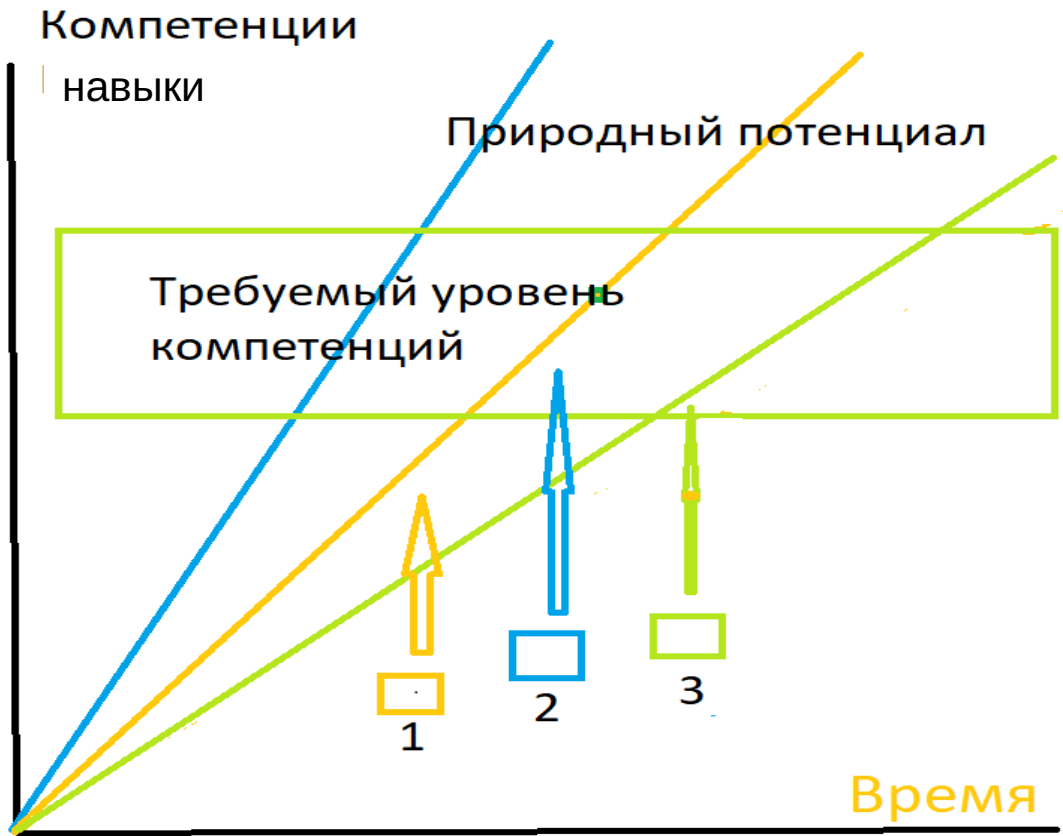 Компетенции
навыки
Природный потенциал
Требуемый уровень
компетенций
1
2
3
Время